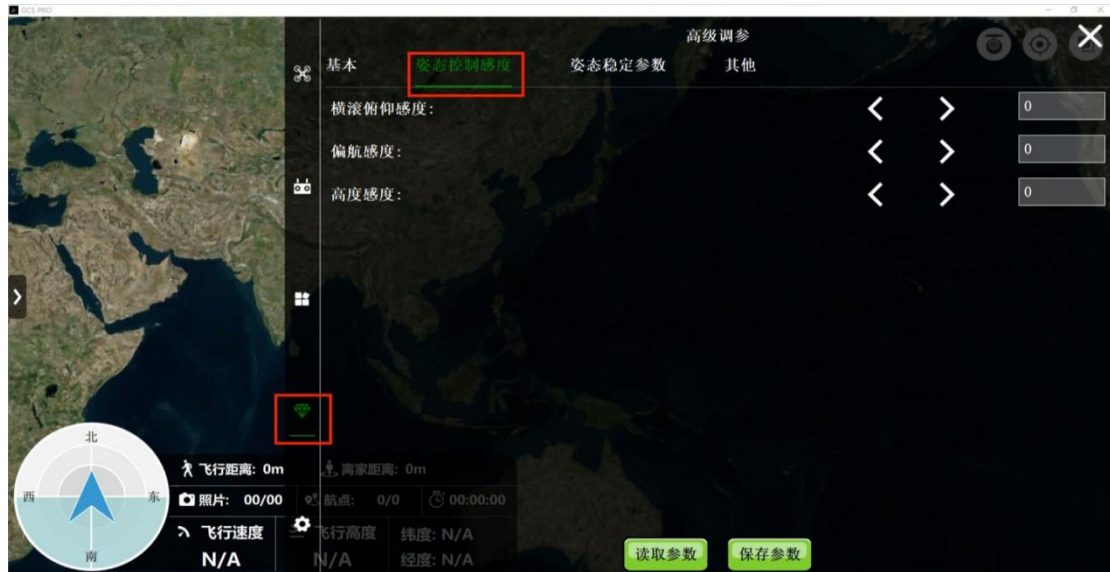 GCS PRO
高级调参
基本 姿态控制感度 姿态稳定参数 其他
横滚俯仰感度: 0
偏航感度: 0
高度感度: 0
北
西 东
南
飞行距离: 0m 离家距离: 0m
照片: 00/00 航点: 0/0 00:00:00
飞行速度 飞行高度 纬度: N/A
N/A N/A 经度: N/A
读取参数 保存参数